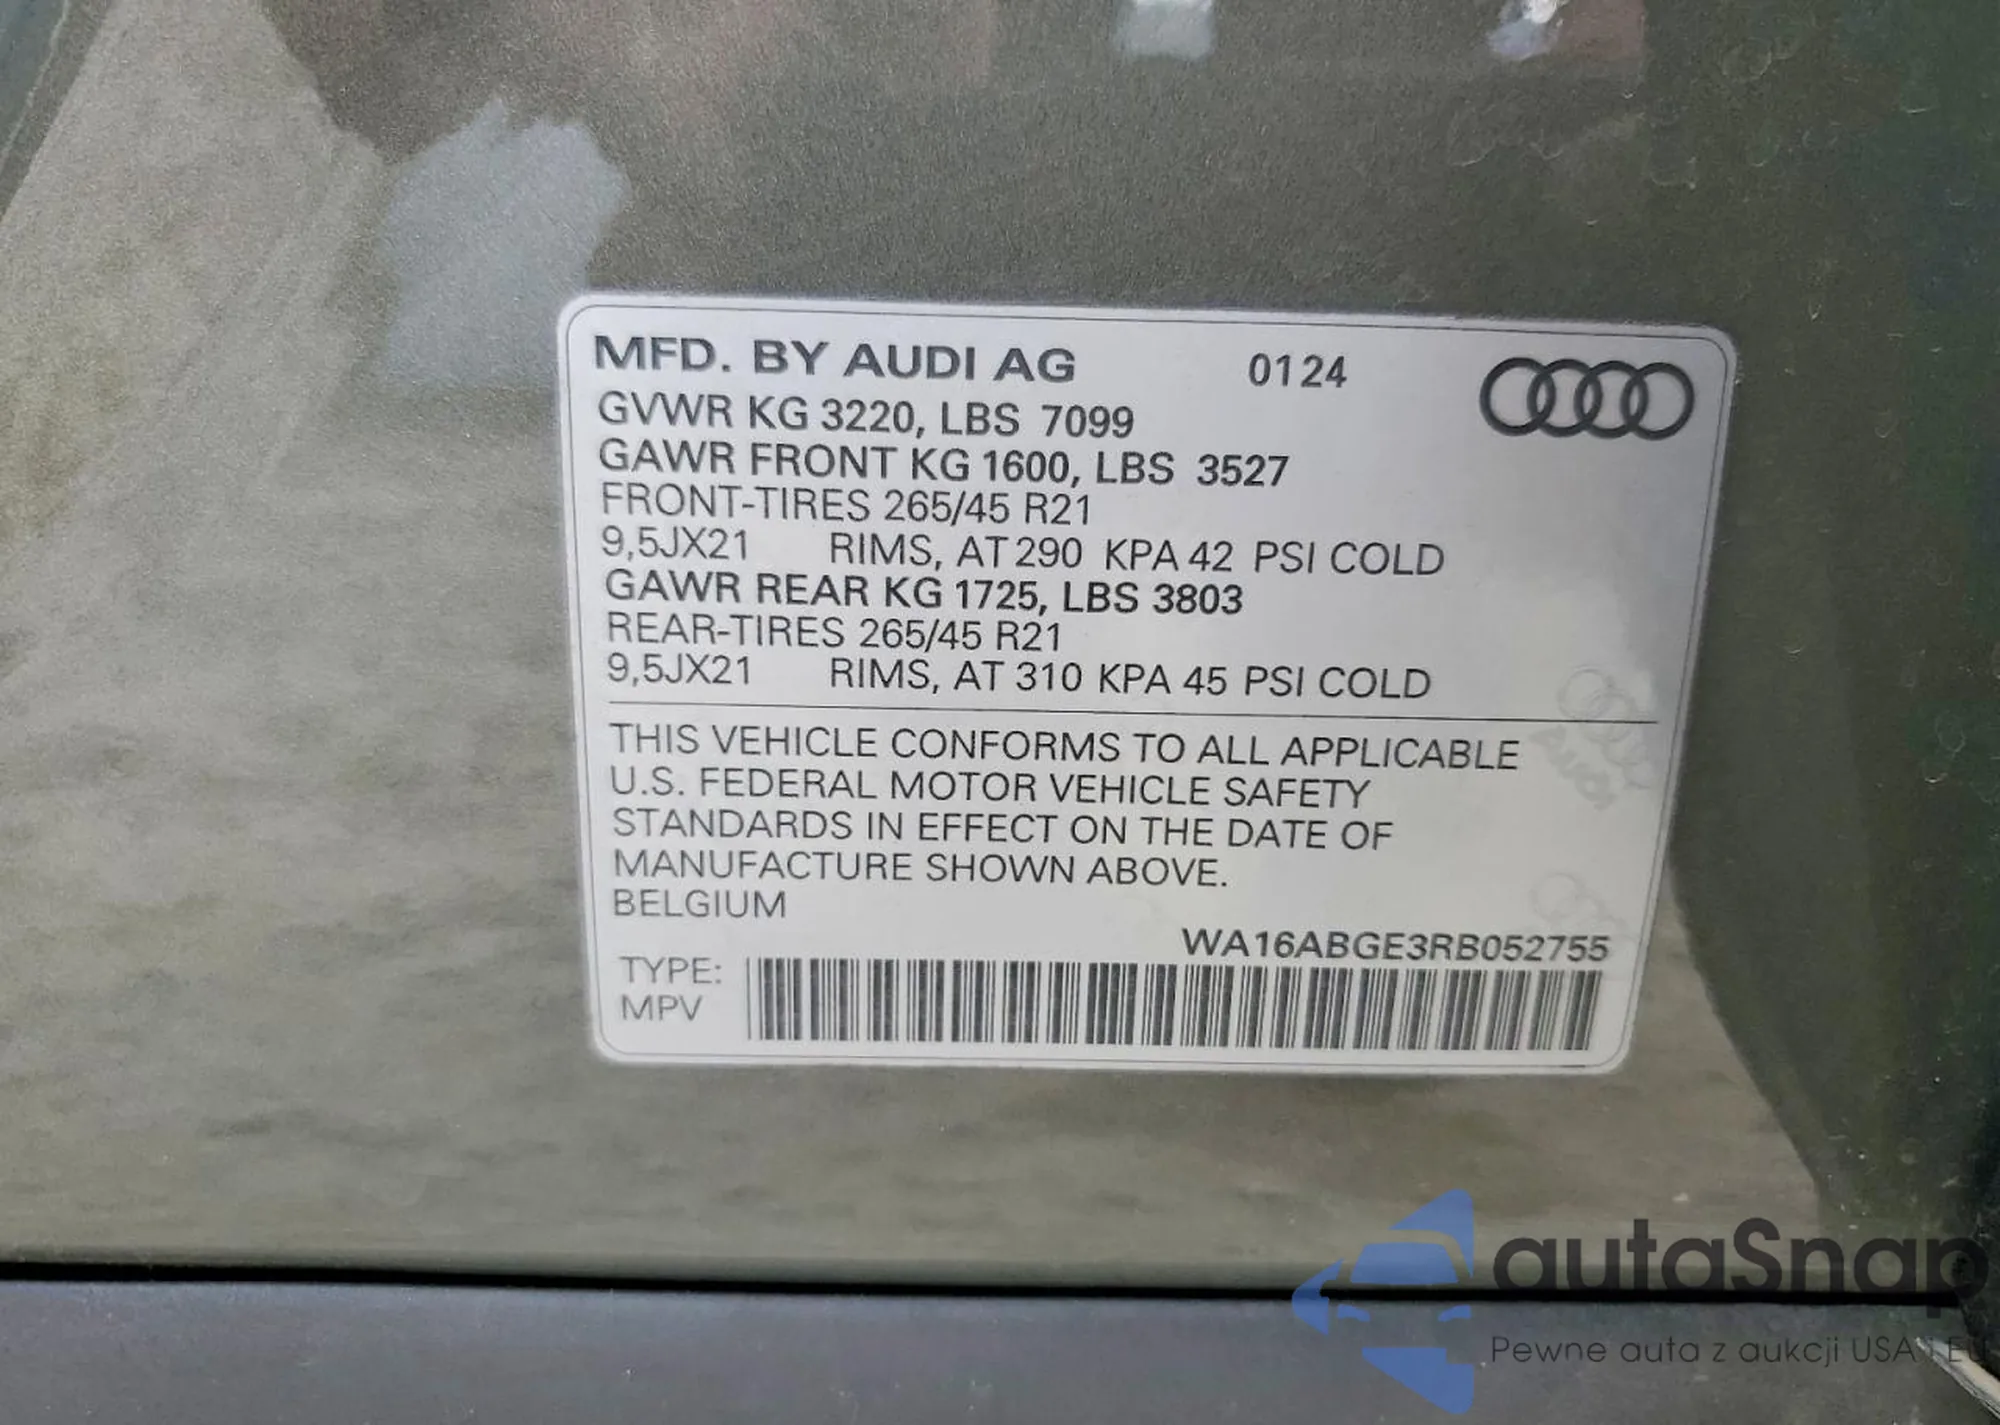 MFD. BY AUDI AG 0124
GVWR KG 3220, LBS 7099
GAWR FRONT KG 1600, LBS 3527
FRONT-TIRES 265/45 R21
9,5JX21 RIMS, AT 290 KPA 42 PSI COLD
GAWR REAR KG 1725, LBS 3803
REAR-TIRES 265/45 R21
9,5JX21 RIMS, AT 310 KPA 45 PSI COLD
THIS VEHICLE CONFORMS TO ALL APPLICABLE
U.S. FEDERAL MOTOR VEHICLE SAFETY
STANDARDS IN EFFECT ON THE DATE OF
MANUFACTURE SHOWN ABOVE.
BELGIUM
WA16ABGE3RB052755
TYPE:
MPV
Audi
autaSnap
Pewne auta z aukcji USA i EU